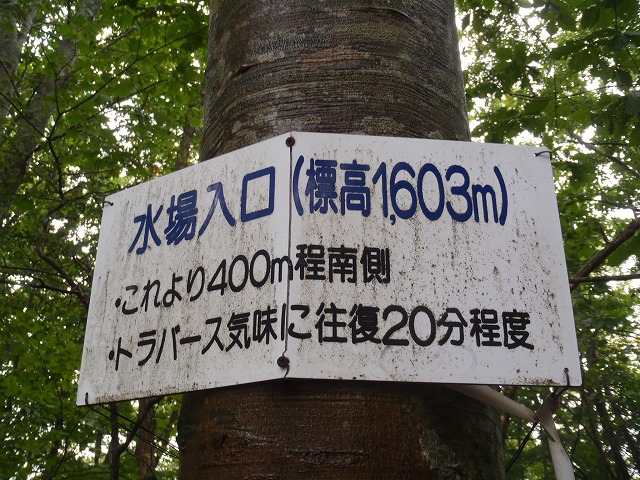 水場入口(標高1,603m)
・これより400m程南側
・トラバース気味に往復20分程度